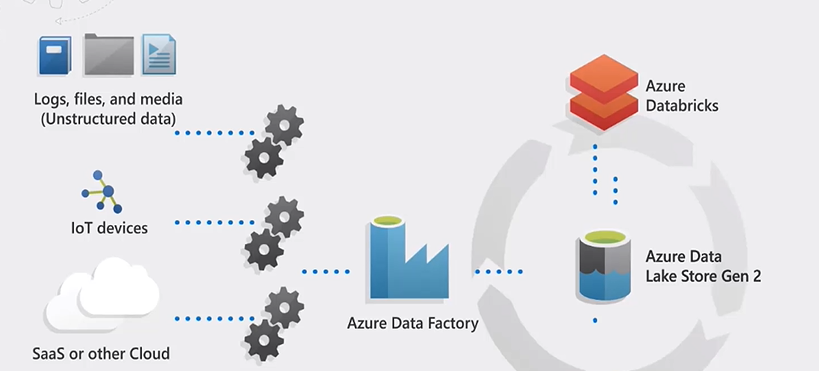 Logs, files, and media
(Unstructured data)
IoT devices
SaaS or other Cloud
Azure Data Factory
Azure
Databricks
Azure Data
Lake Store Gen 2